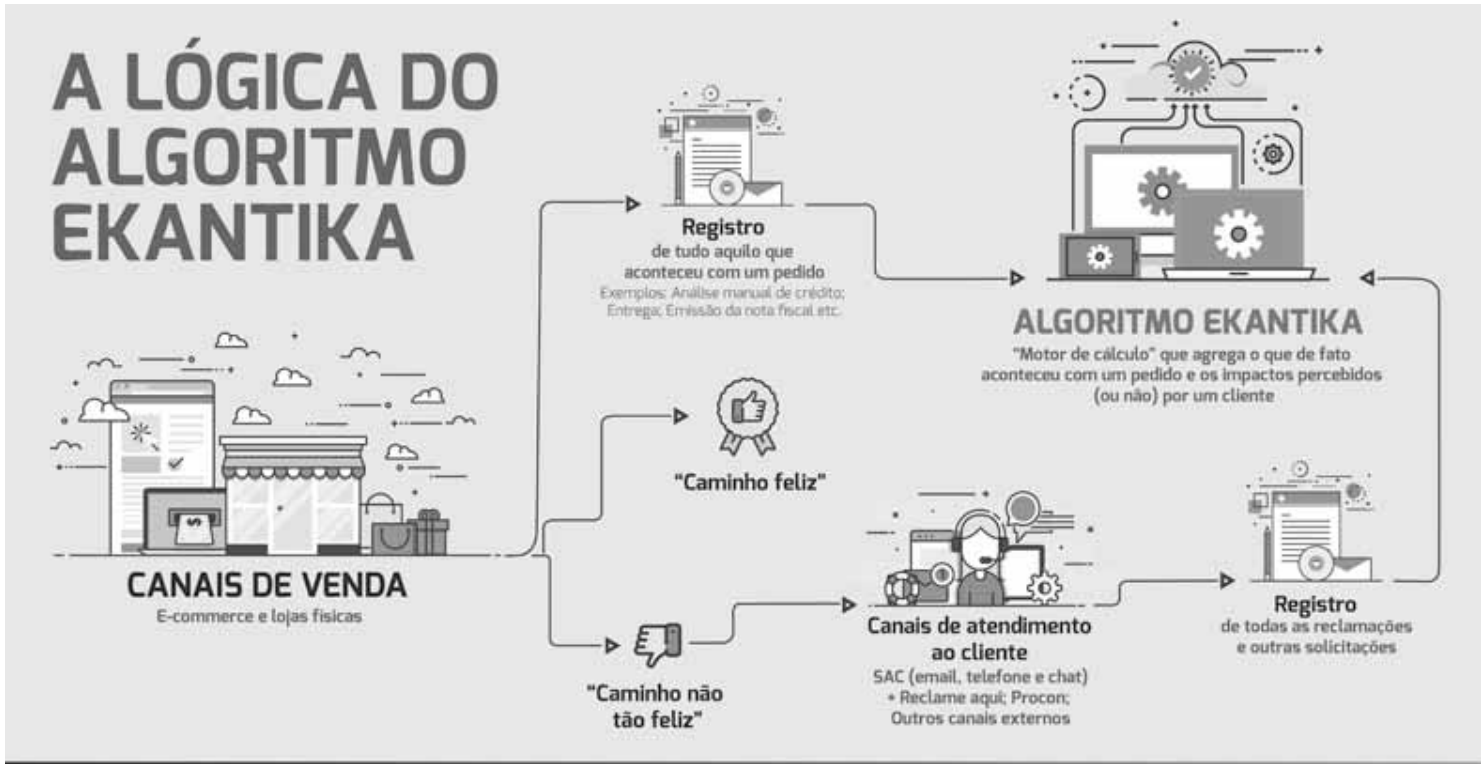 A LÓGICA DO
ALGORITMO
EKANTIKA
CANAIS DE VENDA
E-commerce e lojas físicas
Registro
de tudo aquilo que
aconteceu com um pedido
Exemplos: Análise manual de crédito;
Entrega; Emissão da nota fiscal etc.
"Caminho feliz"
"Caminho não
tão feliz"
Canais de atendimento
ao cliente
SAC (email, telefone e chat)
+ Reclame aqui; Procon;
Outros canais externos
Registro
de todas as reclamações
e outras solicitações
ALGORITMO EKANTIKA
"Motor de cálculo" que agrega o que de fato
aconteceu com um pedido e os impactos percebidos
(ou não) por um cliente